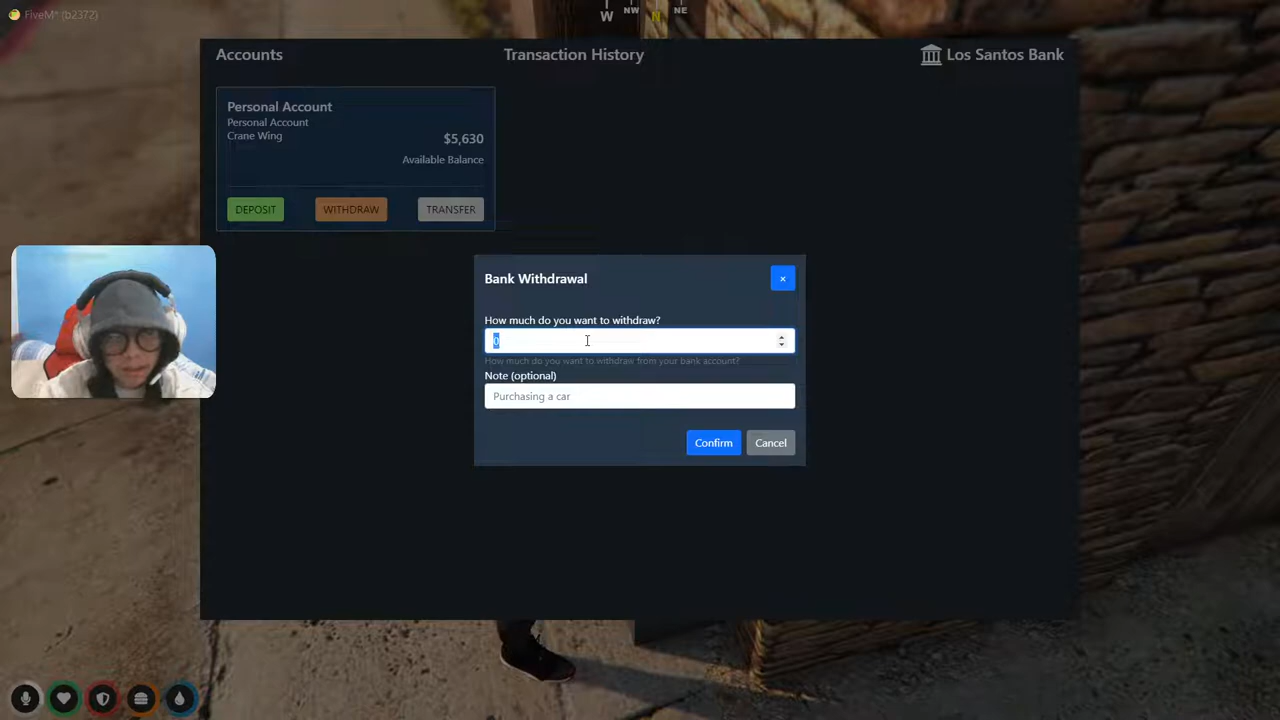 FiveM® (b2372)
W NW N NE
Accounts
Transaction History
Los Santos Bank
Personal Account
Personal Account
Crane Wing
$5,630
Available Balance
DEPOSIT
WITHDRAW
TRANSFER
Bank Withdrawal
×
How much do you want to withdraw?
0
How much do you want to withdraw from your bank account?
Note (optional)
Purchasing a car
Confirm
Cancel